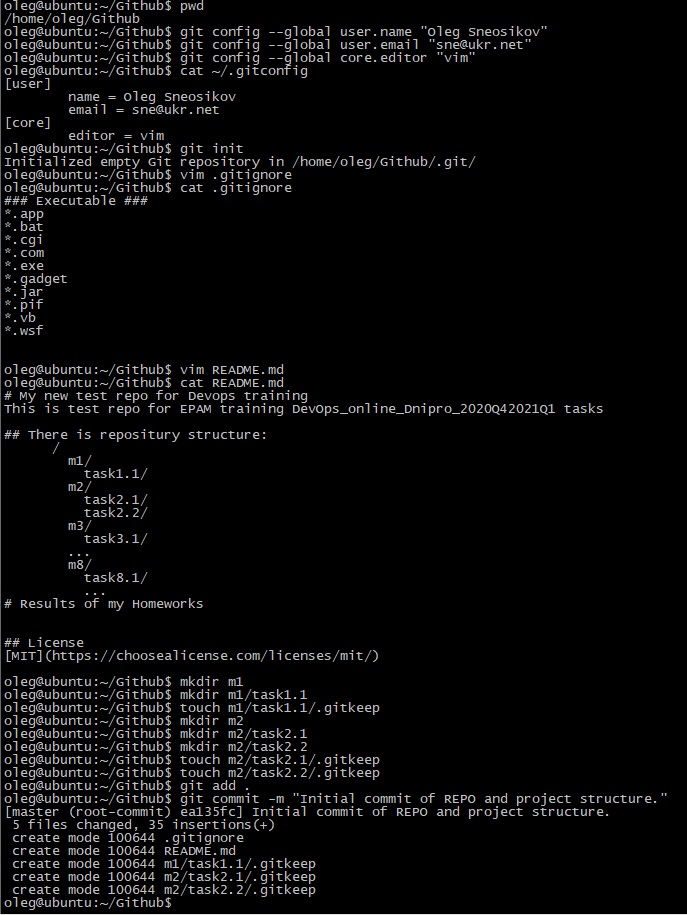 oleg@ubuntu:~/Github$ pwd
/home/oleg/Github
oleg@ubuntu:~/Github$ git config --global user.name "Oleg Sneosikov"
oleg@ubuntu:~/Github$ git config --global user.email "sne@ukr.net"
oleg@ubuntu:~/Github$ git config --global core.editor "vim"
oleg@ubuntu:~/Github$ cat ~/.gitconfig
[user]
        name = Oleg Sneosikov
        email = sne@ukr.net
[core]
        editor = vim
oleg@ubuntu:~/Github$ git init
Initialized empty Git repository in /home/oleg/Github/.git/
oleg@ubuntu:~/Github$ vim .gitignore
oleg@ubuntu:~/Github$ cat .gitignore
### Executable ###
*.app
*.bat
*.cgi
*.com
*.exe
*.gadget
*.jar
*.pif
*.vb
*.wsf
oleg@ubuntu:~/Github$ vim README.md
oleg@ubuntu:~/Github$ cat README.md
# My new test repo for Devops training
This is test repo for EPAM training DevOps_online_Dnipro_2020Q42021Q1 tasks
## There is repository structure:
      /
        m1/
          task1.1/
        m2/
          task2.1/
          task2.2/
        m3/
          task3.1/
        ...
        m8/
          task8.1/
          ...
# Results of my Homeworks
## License
[MIT](https://choosealicense.com/licenses/mit/)
oleg@ubuntu:~/Github$ mkdir m1
oleg@ubuntu:~/Github$ mkdir m1/task1.1
oleg@ubuntu:~/Github$ touch m1/task1.1/.gitkeep
oleg@ubuntu:~/Github$ mkdir m2
oleg@ubuntu:~/Github$ mkdir m2/task2.1
oleg@ubuntu:~/Github$ mkdir m2/task2.2
oleg@ubuntu:~/Github$ touch m2/task2.1/.gitkeep
oleg@ubuntu:~/Github$ touch m2/task2.2/.gitkeep
oleg@ubuntu:~/Github$ git add .
oleg@ubuntu:~/Github$ git commit -m "Initial commit of REPO and project structure."
[master (root-commit) ea135fc] Initial commit of REPO and project structure.
 5 files changed, 35 insertions(+)
 create mode 100644 .gitignore
 create mode 100644 README.md
 create mode 100644 m1/task1.1/.gitkeep
 create mode 100644 m2/task2.1/.gitkeep
 create mode 100644 m2/task2.2/.gitkeep
oleg@ubuntu:~/Github$